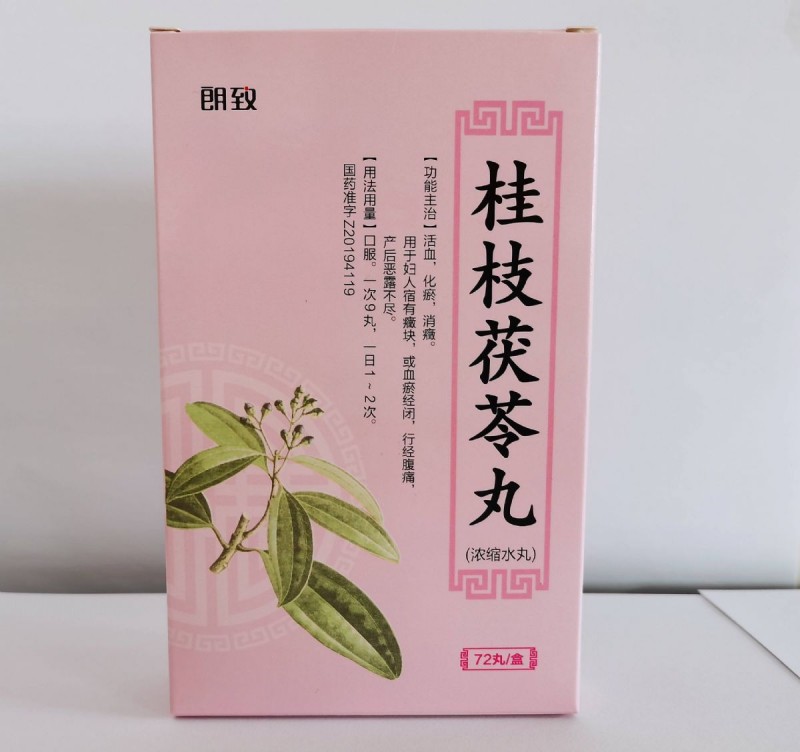 朗致
桂枝茯苓丸
(浓缩水丸)
【功能主治】活血，化瘀，消癥。
用于妇人宿有癥块，或血瘀经闭，行经腹痛，
产后恶露不尽。
【用法用量】口服。一次9丸，一日1~2次。
国药准字Z20194119
72丸/盒